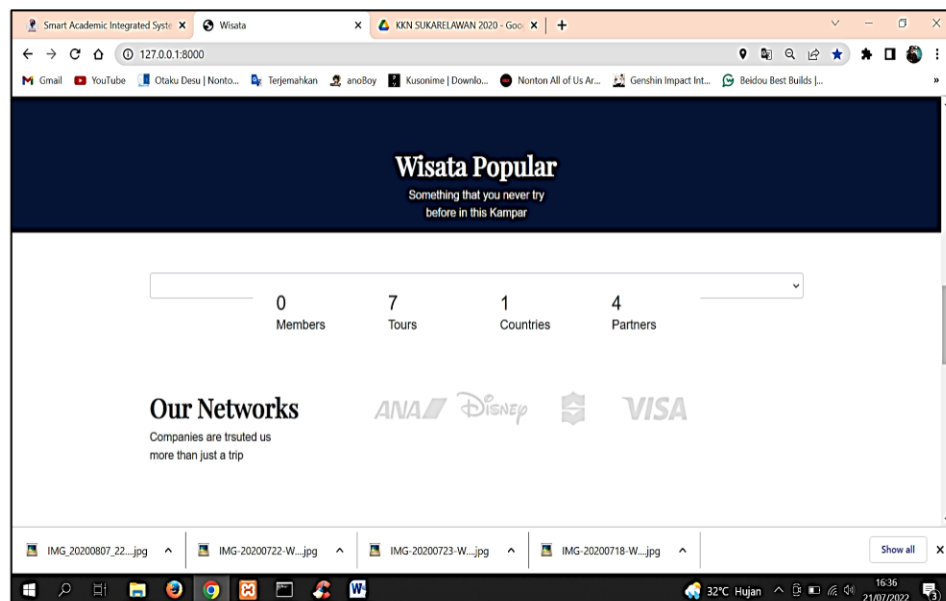 Smart Academic Integrated Syste
Wisata
KKN SUKARELAWAN 2020 - Goo
127.0.0.1:8000
Gmail
YouTube
Otaku Desu | Nonto...
Terjemahkan
anoBoy
Kusonime | Downlo...
Nonton All of Us Ar...
Genshin Impact Int...
Beidou Best Builds |...
»
Wisata Popular
Something that you never try
before in this Kampar
0 7 1 4
Members Tours Countries Partners
Our Networks
ANA Disney VISA
Companies are trsuted us
more than just a trip
IMG_20200807_22....jpg
IMG-20200722-W....jpg
IMG-20200723-W....jpg
IMG-20200718-W....jpg
Show all
32°C Hujan
16:36
21/07/2022
3